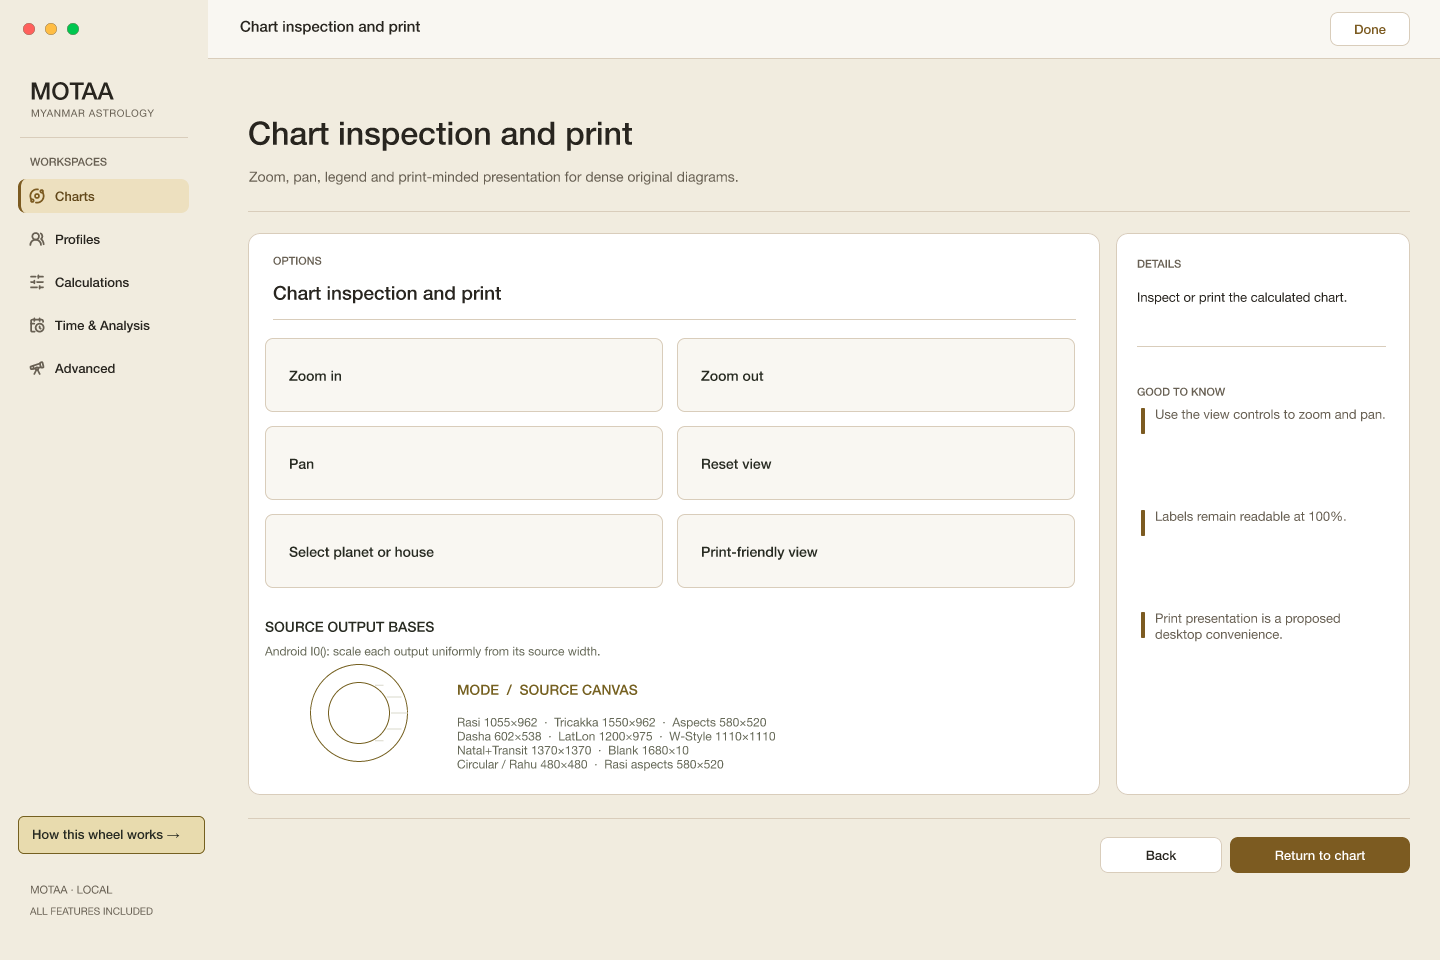 Chart inspection and print
Done
MOTAA
MYANMAR ASTROLOGY
WORKSPACES
Charts
Profiles
Calculations
Time & Analysis
Advanced
How this wheel works →
MOTAA · LOCAL
ALL FEATURES INCLUDED
Chart inspection and print
Zoom, pan, legend and print-minded presentation for dense original diagrams.
OPTIONS
Chart inspection and print
Zoom in
Zoom out
Pan
Reset view
Select planet or house
Print-friendly view
SOURCE OUTPUT BASES
Android I0(): scale each output uniformly from its source width.
MODE / SOURCE CANVAS
Rasi 1055×962 · Tricakka 1550×962 · Aspects 580×520
Dasha 602×538 · LatLon 1200×975 · W-Style 1110×1110
Natal+Transit 1370×1370 · Blank 1680×10
Circular / Rahu 480×480 · Rasi aspects 580×520
DETAILS
Inspect or print the calculated chart.
GOOD TO KNOW
Use the view controls to zoom and pan.
Labels remain readable at 100%.
Print presentation is a proposed
desktop convenience.
Back
Return to chart